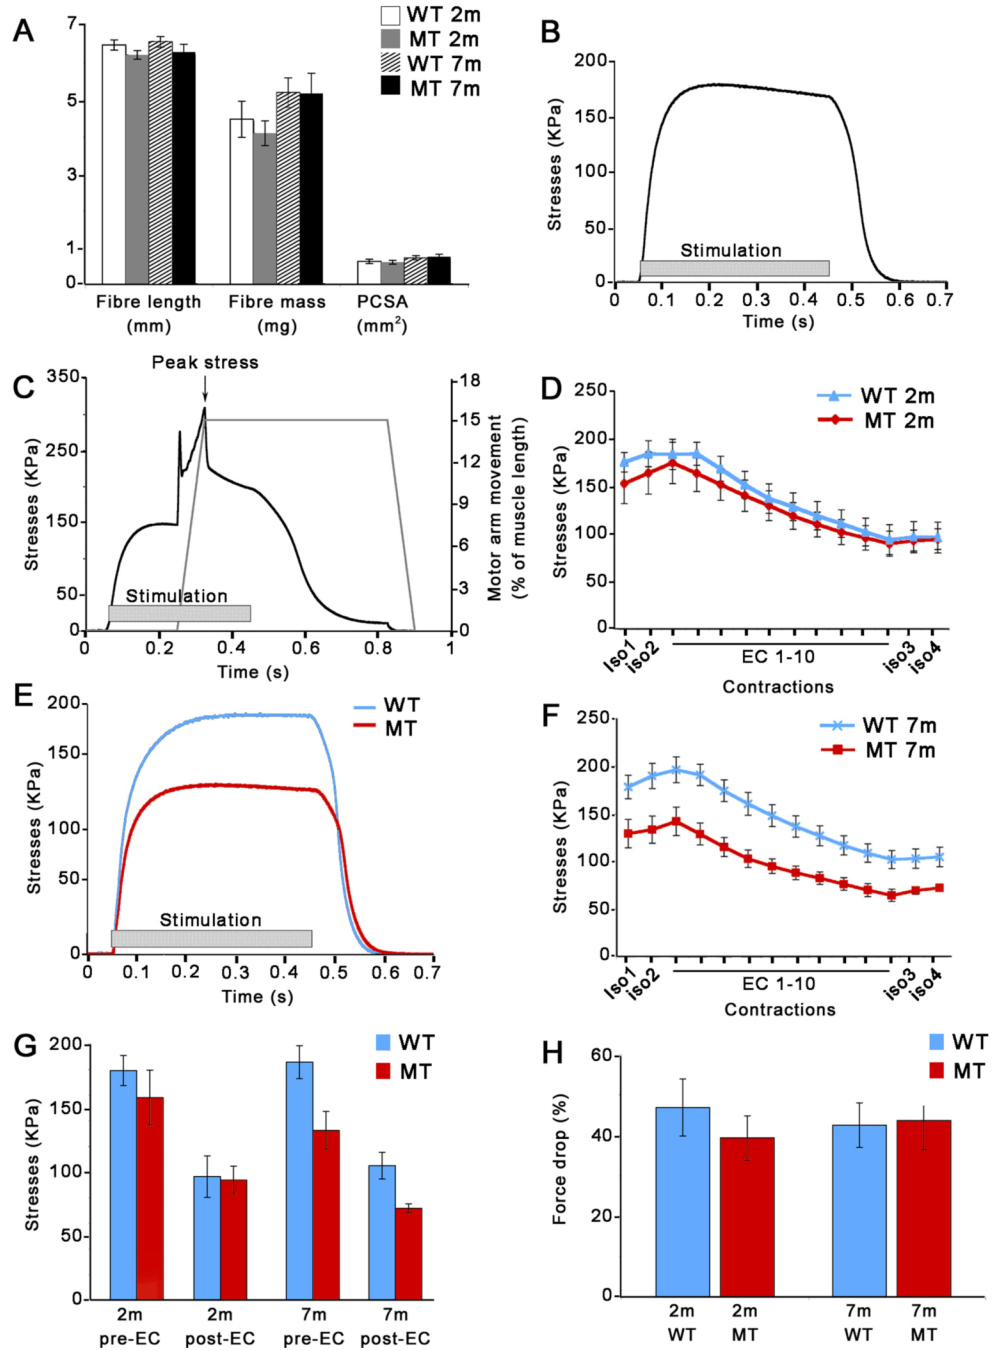 A
7
5
3
1
0
Fibre length
(mm)
Fibre mass
(mg)
PCSA
(mm²)
WT 2m
MT 2m
WT 7m
MT 7m
B
Stresses (KPa)
200
150
100
50
0
Stimulation
0 0.1 0.2 0.3 0.4 0.5 0.6 0.7
Time (s)
C
Peak stress
Stresses (KPa)
350
250
150
50
0
Stimulation
0 0.2 0.4 0.6 0.8 1
Time (s)
18
15
12
9
6
3
0
Motor arm movement
(% of muscle length)
D
WT 2m
MT 2m
Stresses (KPa)
250
200
150
100
50
0
Iso1 iso2 EC 1-10 iso3 iso4
Contractions
E
WT
MT
Stresses (KPa)
200
150
100
50
0
Stimulation
0 0.1 0.2 0.3 0.4 0.5 0.6 0.7
Time (s)
F
WT 7m
MT 7m
Stresses (KPa)
250
200
150
100
50
0
Iso1 iso2 EC 1-10 iso3 iso4
Contractions
G
WT
MT
Stresses (KPa)
200
150
100
50
0
2m 2m 7m 7m
pre-EC post-EC pre-EC post-EC
H
WT
MT
Force drop (%)
60
40
20
0
2m 2m 7m 7m
WT MT WT MT